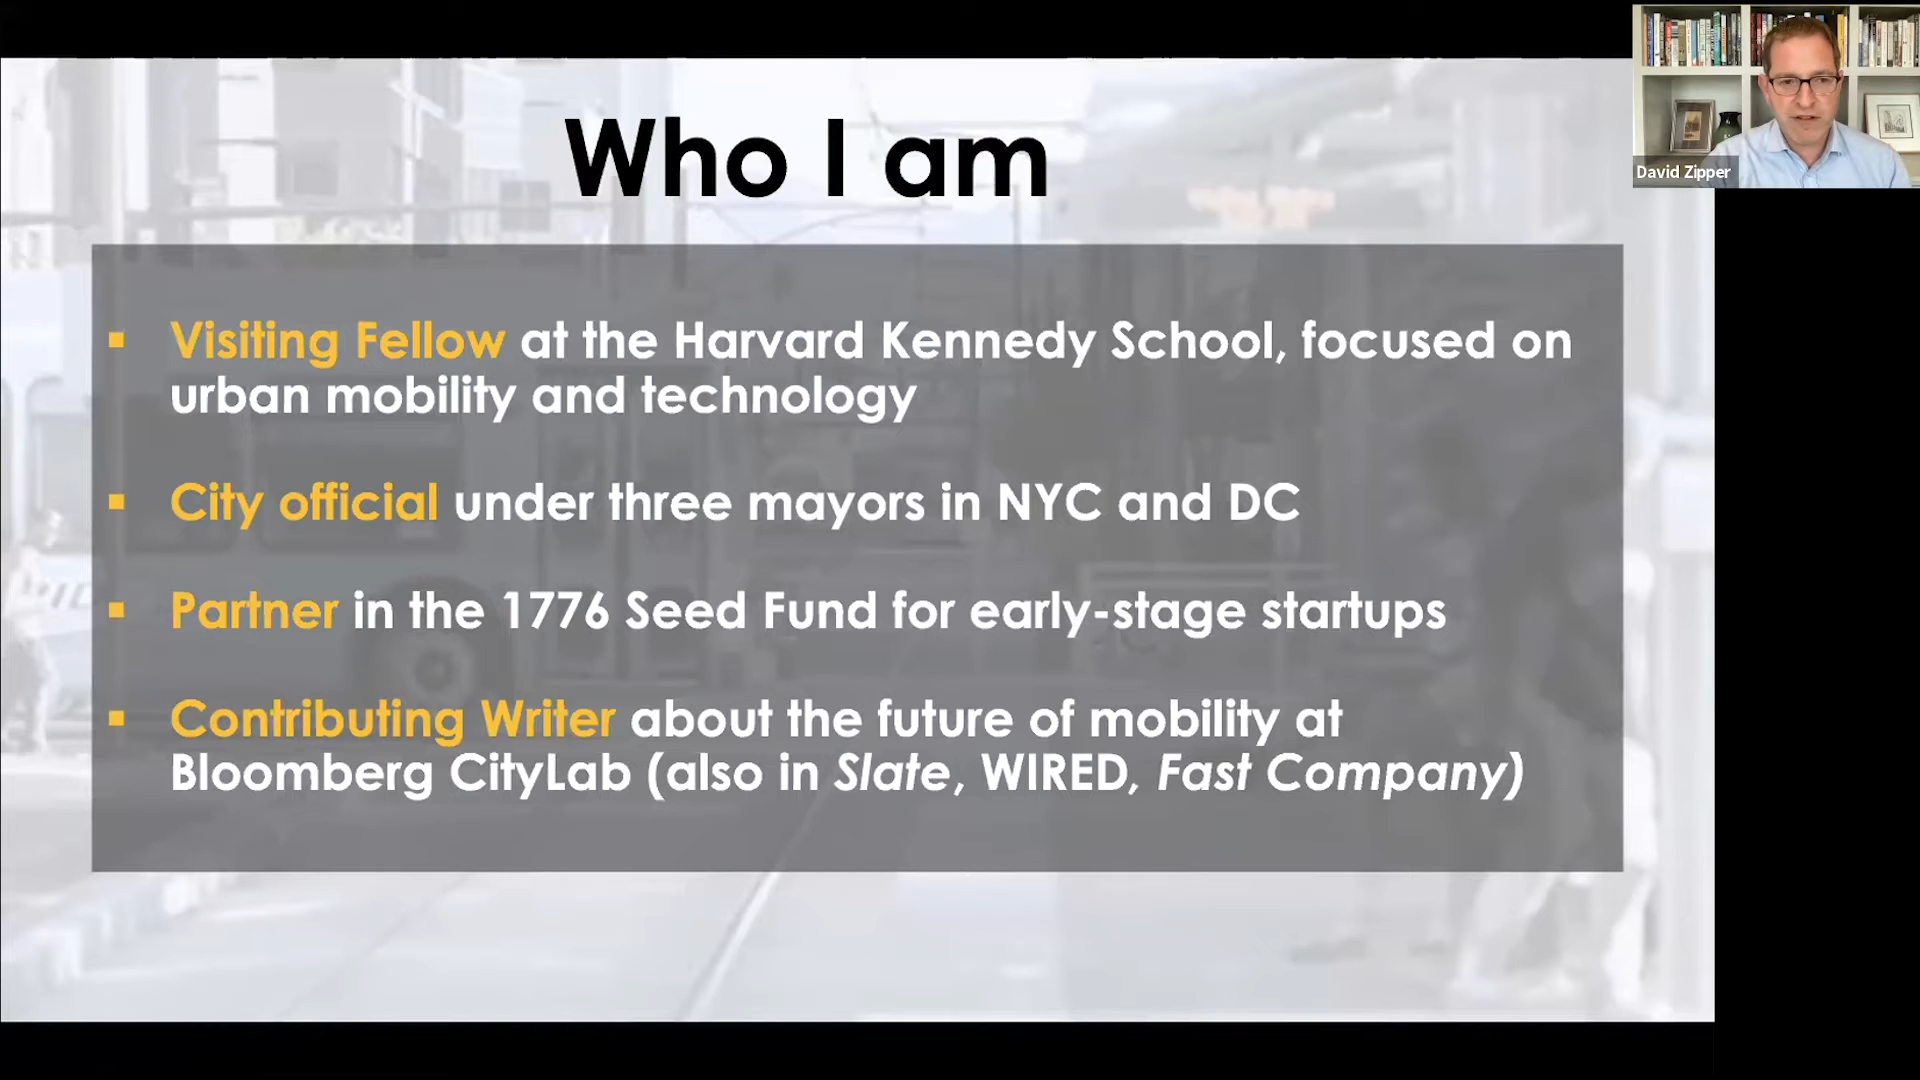 Who I am
David Zipper
▪ Visiting Fellow at the Harvard Kennedy School, focused on
urban mobility and technology
▪ City official under three mayors in NYC and DC
▪ Partner in the 1776 Seed Fund for early-stage startups
▪ Contributing Writer about the future of mobility at
Bloomberg CityLab (also in Slate, WIRED, Fast Company)